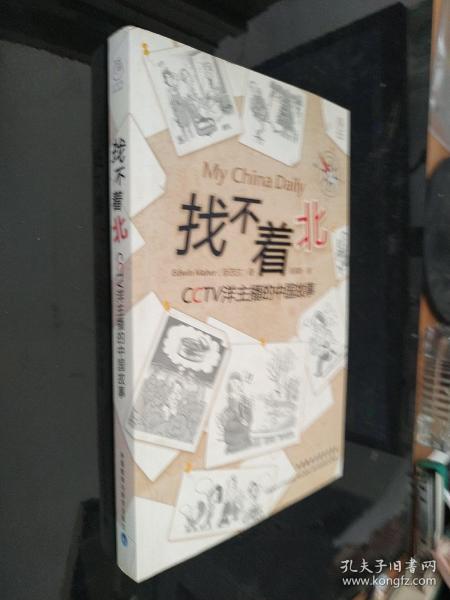 找不着北
CCTV洋主播的中国故事
My China Daily
找不着北
Edwin Maher
CCTV洋主播的中国故事
孔夫子旧书网
www.kongfz.com